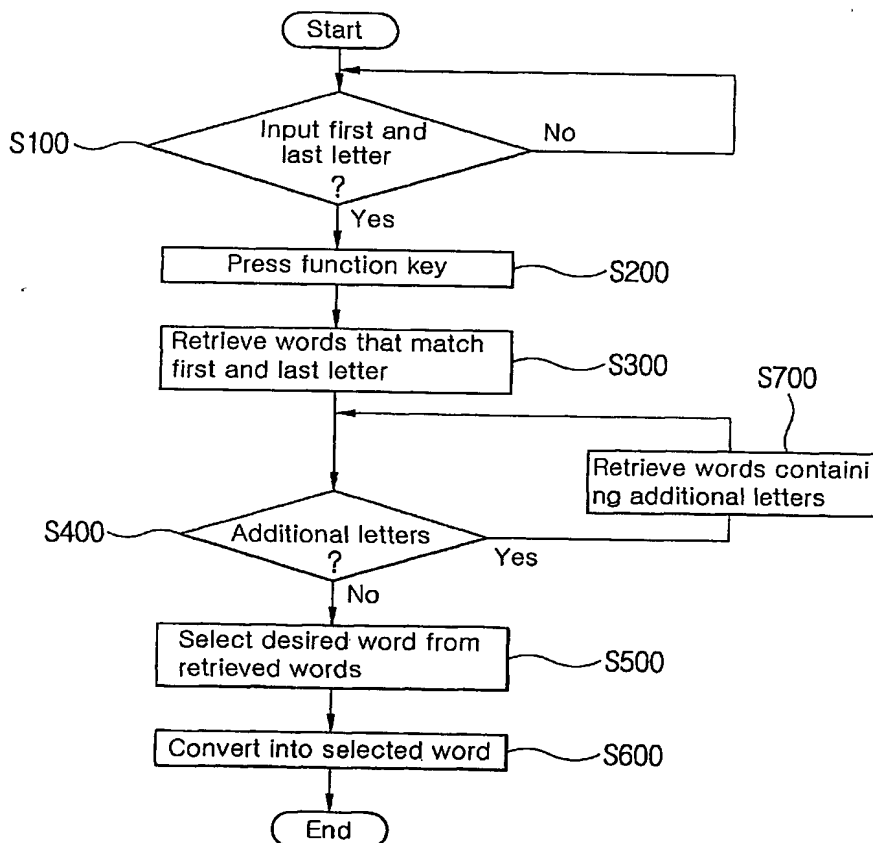 Start
Input first and
last letter
?
No
S100
Yes
Press function key
S200
Retrieve words that match
first and last letter
S300
S700
Retrieve words containi
ng additional letters
S400
Additional letters
?
Yes
No
Select desired word from
retrieved words
S500
Convert into selected word
S600
End